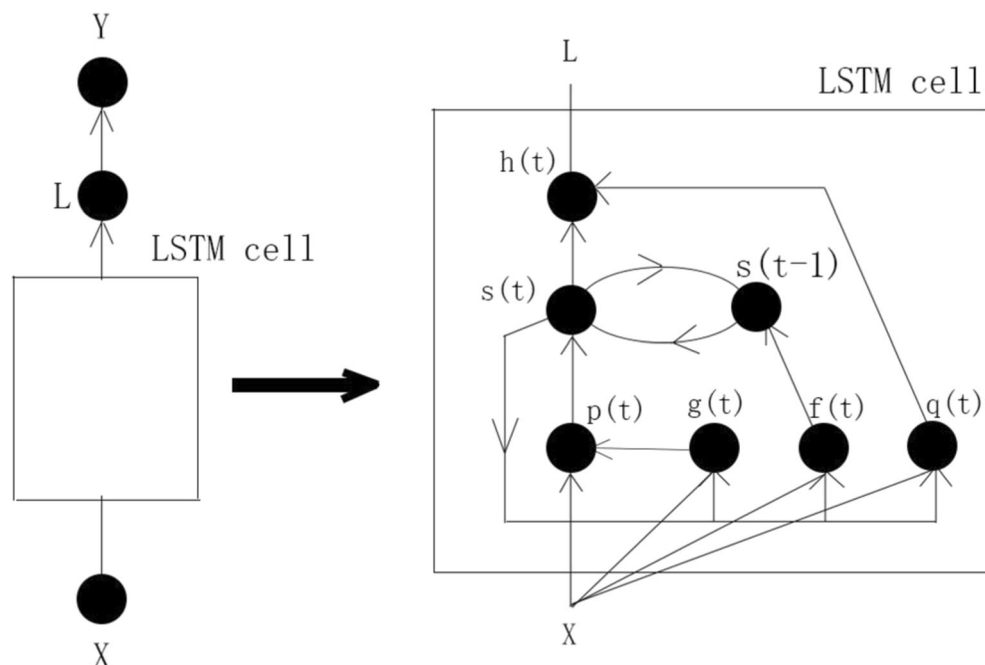 Y
L
LSTM cell
X
L
LSTM cell
h(t)
s(t)
s(t-1)
p(t)
g(t)
f(t)
q(t)
X